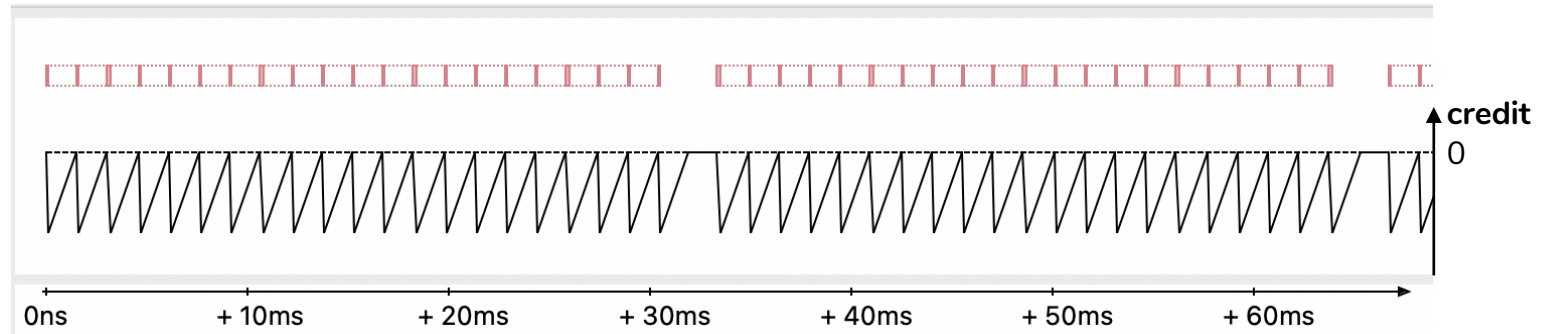 credit
0
0ns
+ 10ms
+ 20ms
+ 30ms
+ 40ms
+ 50ms
+ 60ms